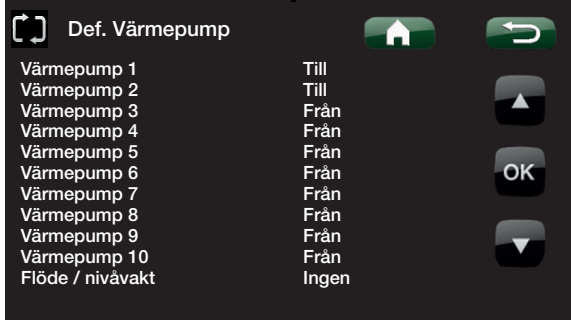 Def. Värmepump
Värmepump 1 Till
Värmepump 2 Till
Värmepump 3 Från
Värmepump 4 Från
Värmepump 5 Från
Värmepump 6 Från
Värmepump 7 Från
Värmepump 8 Från
Värmepump 9 Från
Värmepump 10 Från
Flöde / nivåvakt Ingen
OK